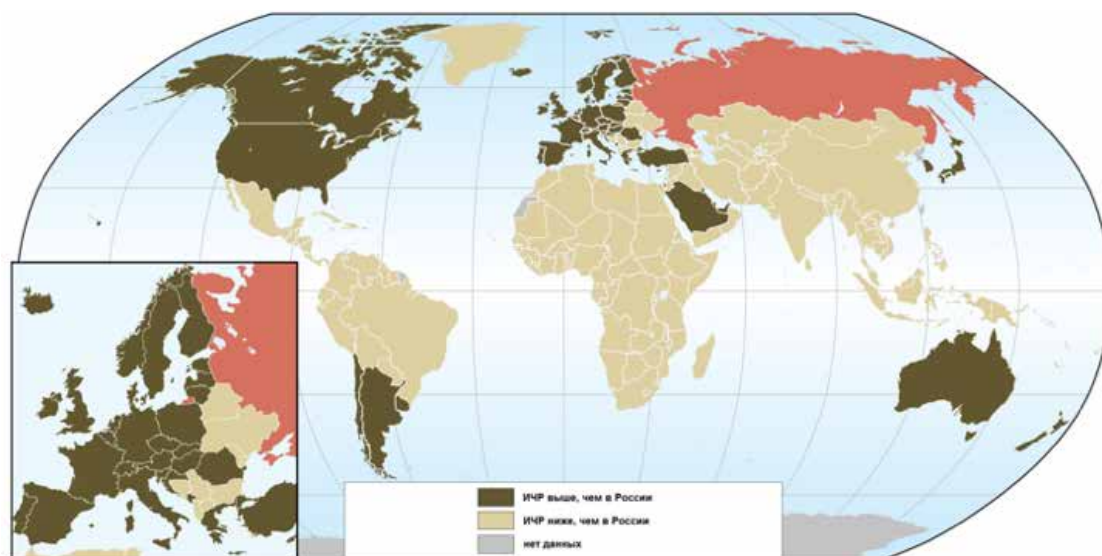 ИЧР выше, чем в России
ИЧР ниже, чем в России
нет данных